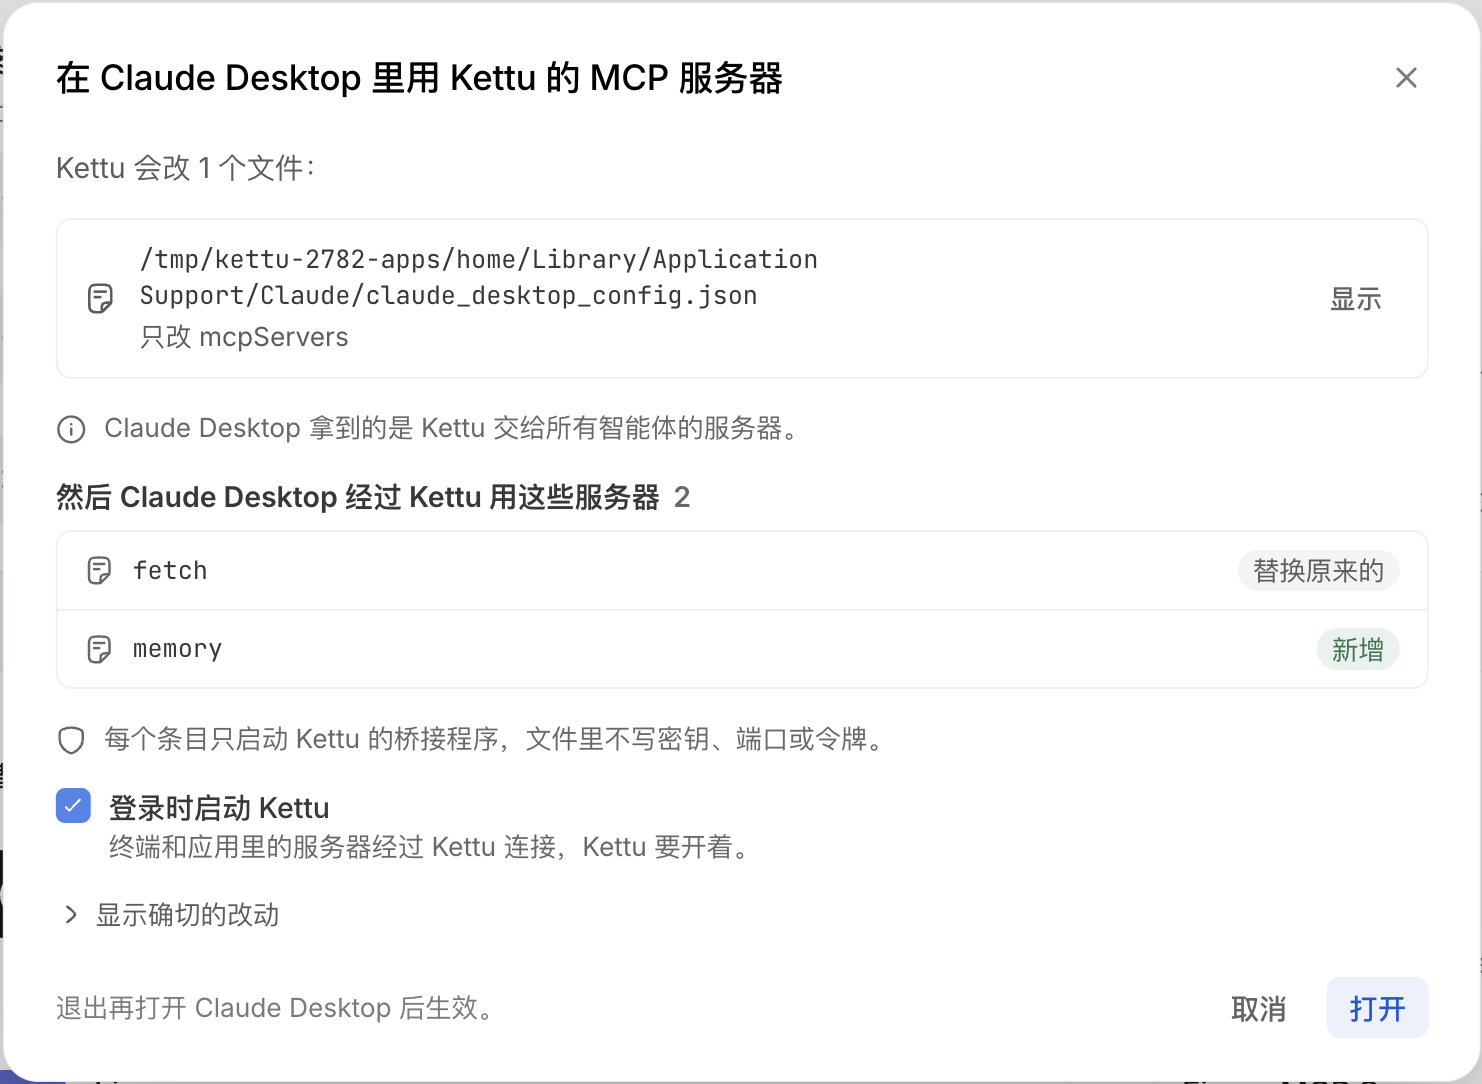 在 Claude Desktop 里用 Kettu 的 MCP 服务器
Kettu 会改 1 个文件：
/tmp/kettu-2782-apps/home/Library/Application
Support/Claude/claude_desktop_config.json
只改 mcpServers
显示
Claude Desktop 拿到的是 Kettu 交给所有智能体的服务器。
然后 Claude Desktop 经过 Kettu 用这些服务器 2
fetch
替换原来的
memory
新增
每个条目只启动 Kettu 的桥接程序，文件里不写密钥、端口或令牌。
登录时启动 Kettu
终端和应用里的服务器经过 Kettu 连接，Kettu 要开着。
显示确切的改动
退出再打开 Claude Desktop 后生效。
取消
打开